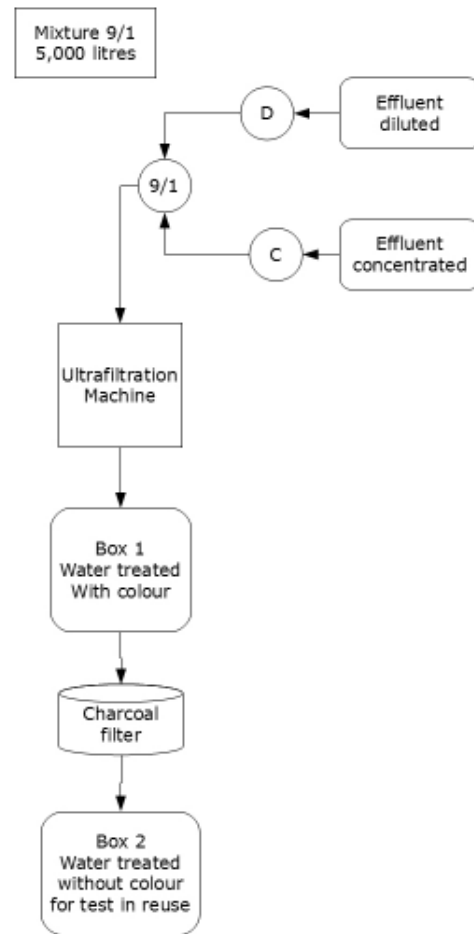 Mixture 9/1
5,000 litres
D
Effluent
diluted
9/1
C
Effluent
concentrated
Ultrafiltration
Machine
Box 1
Water treated
With colour
Charcoal
filter
Box 2
Water treated
without colour
for test in reuse